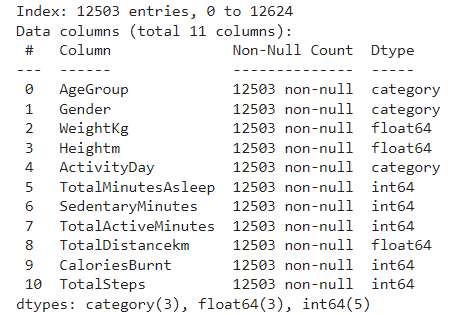 Index: 12503 entries, 0 to 12624
Data columns (total 11 columns):
 #   Column             Non-Null Count  Dtype
---  ------             --------------  -----
 0   AgeGroup           12503 non-null  category
 1   Gender             12503 non-null  category
 2   WeightKg           12503 non-null  float64
 3   Heightm            12503 non-null  float64
 4   ActivityDay        12503 non-null  category
 5   TotalMinutesAsleep 12503 non-null  int64
 6   SedentaryMinutes   12503 non-null  int64
 7   TotalActiveMinutes 12503 non-null  int64
 8   TotalDistancekm    12503 non-null  float64
 9   CaloriesBurnt      12503 non-null  int64
 10  TotalSteps         12503 non-null  int64
dtypes: category(3), float64(3), int64(5)